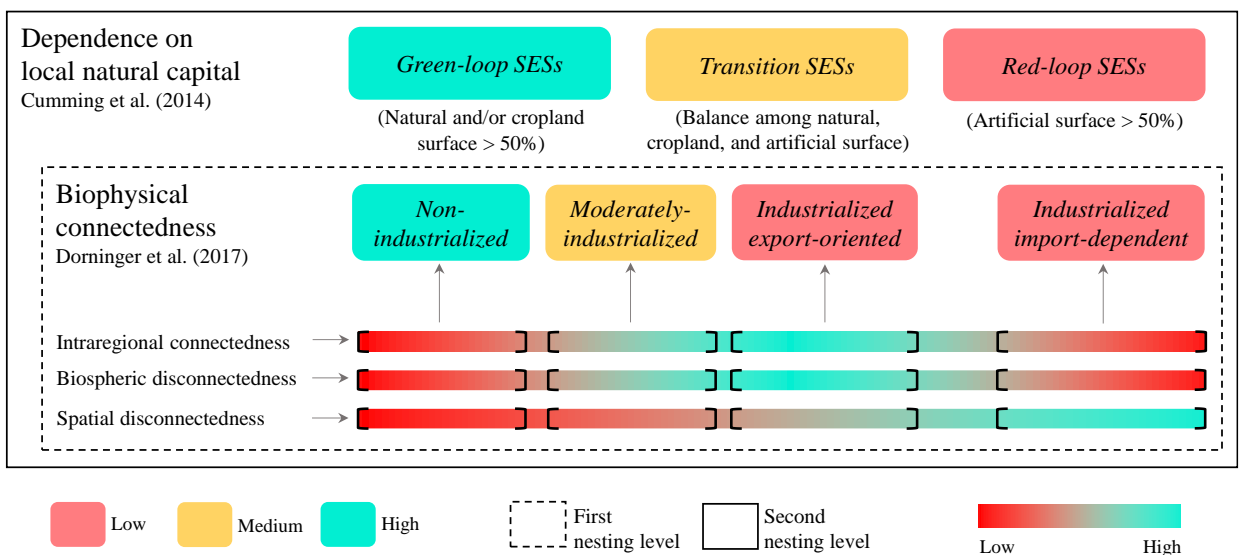 Dependence on
local natural capital
Cumming et al. (2014)
Green-loop SESs
(Natural and/or cropland
surface > 50%)
Transition SESs
(Balance among natural,
cropland, and artificial surface)
Red-loop SESs
(Artificial surface > 50%)
Biophysical
connectedness
Dorninger et al. (2017)
Non-
industrialized
Moderately-
industrialized
Industrialized
export-oriented
Industrialized
import-dependent
Intraregional connectedness
Biospheric disconnectedness
Spatial disconnectedness
Low
Medium
High
First
nesting level
Second
nesting level
Low
High